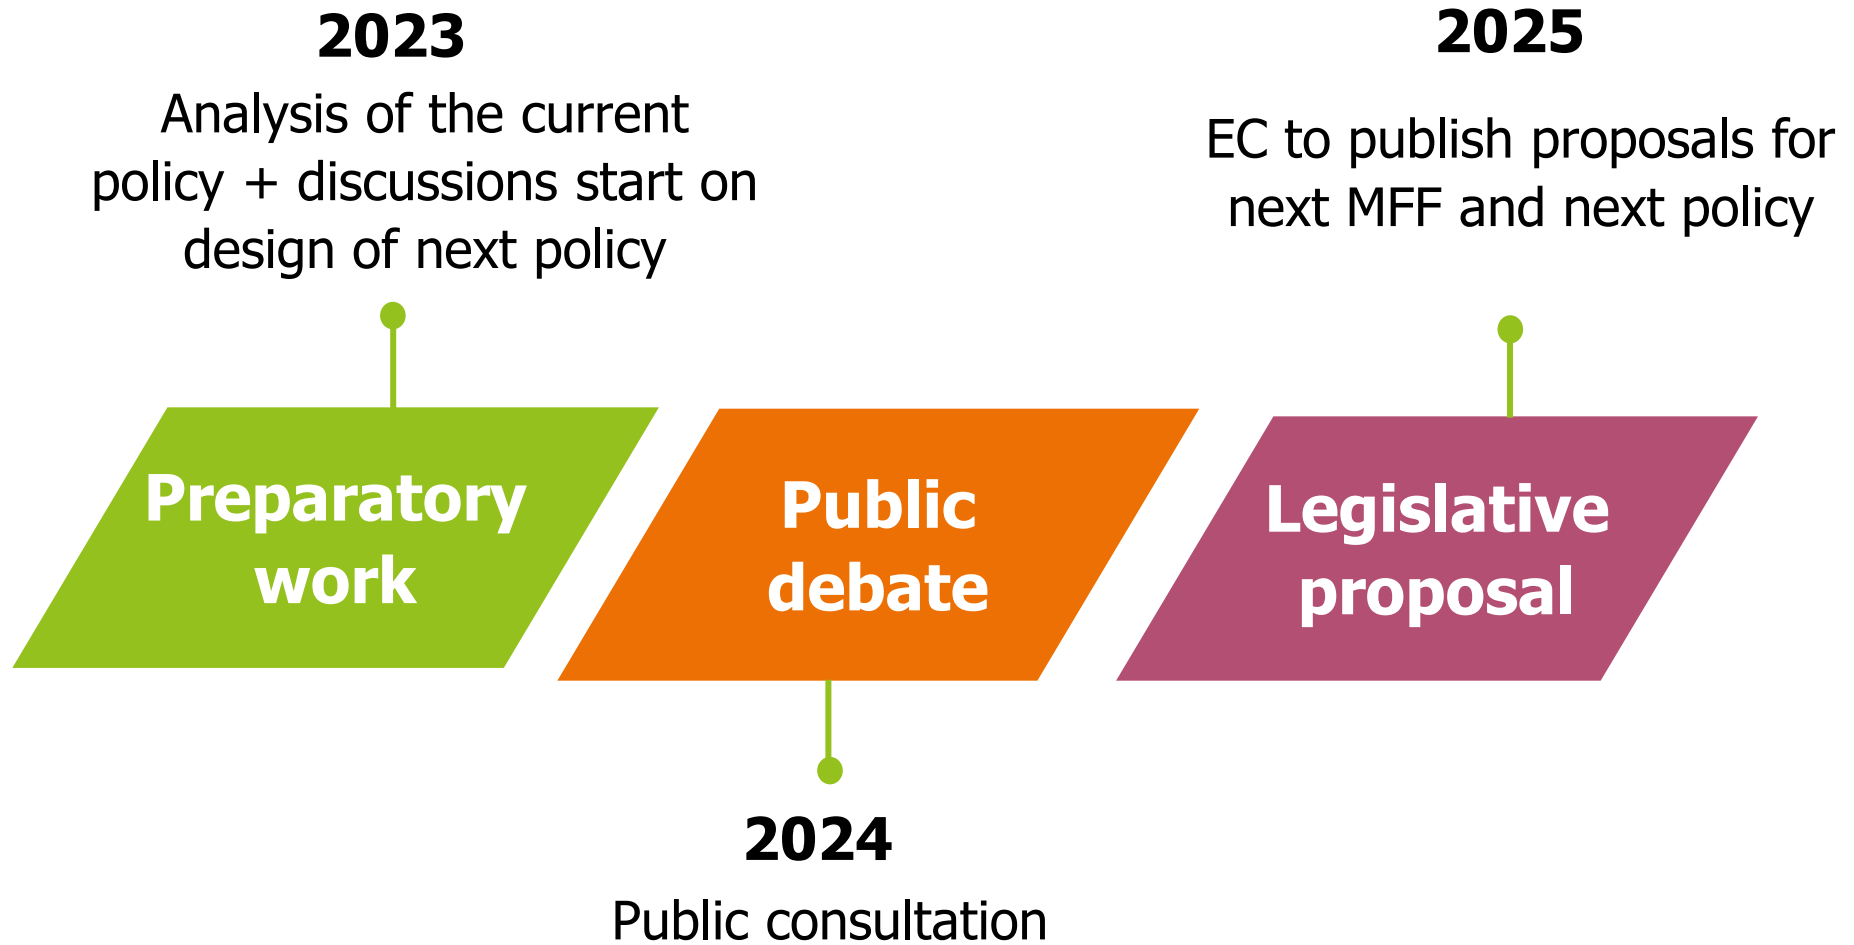 2023
Analysis of the current
policy + discussions start on
design of next policy
Preparatory
work
Public
debate
2024
Public consultation
2025
EC to publish proposals for
next MFF and next policy
Legislative
proposal